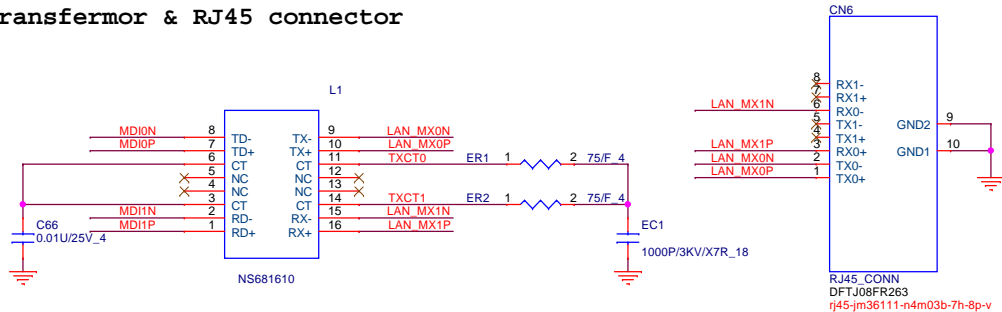 ransfermor & RJ45 connector
CN6
L1
8 RX1-
7 RX1+
LAN_MX1N 6 RX0-
5 TX1- GND2 9
4 TX1+
LAN_MX1P 3 RX0+ GND1 10
LAN_MX0N 2 TX0-
LAN_MX0P 1 TX0+
MDI0N 8 TD- TX- 9 LAN_MX0N
MDI0P 7 TD+ TX+ 10 LAN_MX0P
6 CT CT 11 TXCT0 ER1 1 2 75/F_4
5 NC NC 12
4 NC NC 13
3 CT CT 14 TXCT1 ER2 1 2 75/F_4
MDI1N 2 RD- RX- 15 LAN_MX1N
MDI1P 1 RD+ RX+ 16 LAN_MX1P
C66
0.01U/25V_4
EC1
1000P/3KV/X7R_18
NS681610
RJ45_CONN
DFTJ08FR263
rj45-jm36111-n4m03b-7h-8p-v